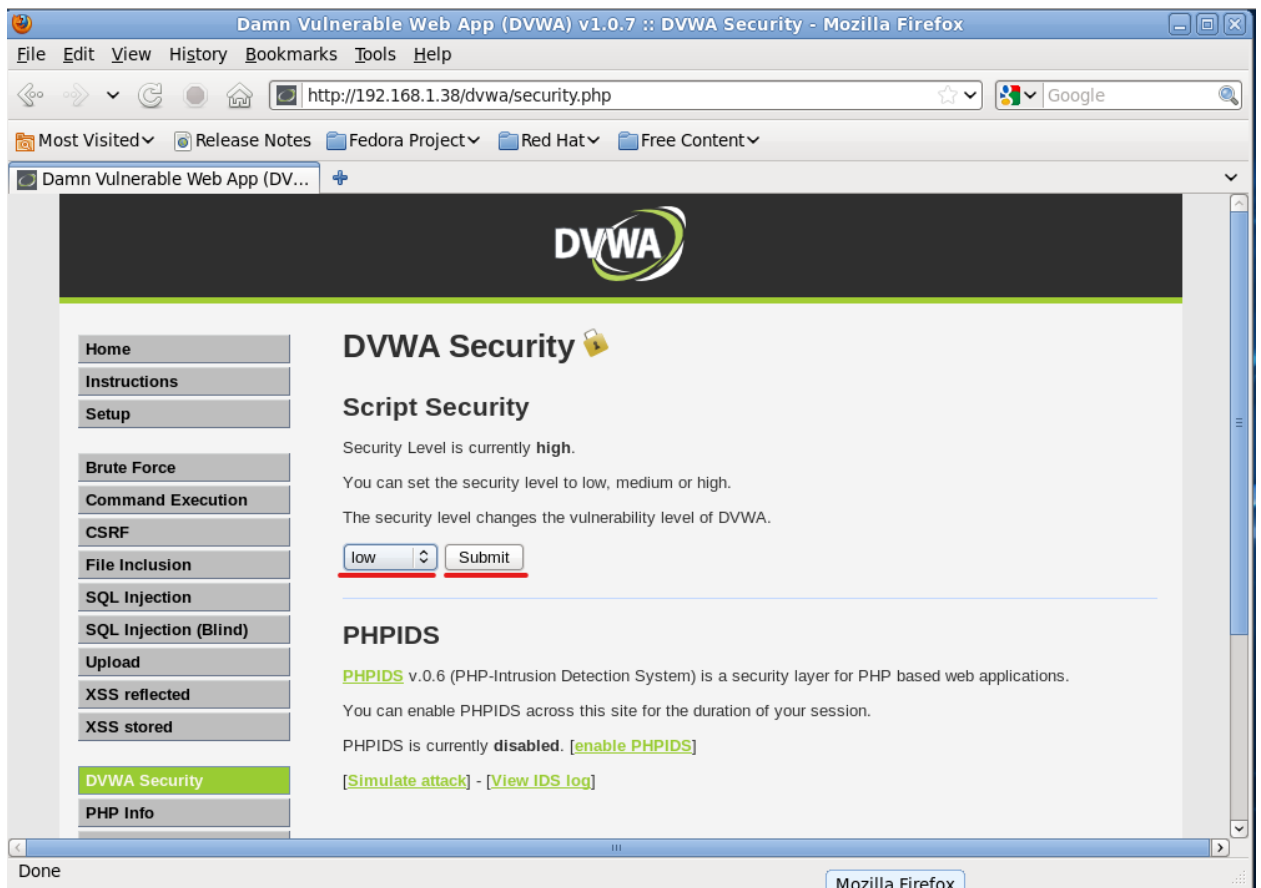 Damn Vulnerable Web App (DVWA) v1.0.7 :: DVWA Security - Mozilla Firefox
File Edit View History Bookmarks Tools Help
http://192.168.1.38/dvwa/security.php Google
Most Visited Release Notes Fedora Project Red Hat Free Content
Damn Vulnerable Web App (DV...
DVWA
Home
Instructions
Setup
Brute Force
Command Execution
CSRF
File Inclusion
SQL Injection
SQL Injection (Blind)
Upload
XSS reflected
XSS stored
DVWA Security
PHP Info
DVWA Security
Script Security
Security Level is currently high.
You can set the security level to low, medium or high.
The security level changes the vulnerability level of DVWA.
low Submit
PHPIDS
PHPIDS v.0.6 (PHP-Intrusion Detection System) is a security layer for PHP based web applications.
You can enable PHPIDS across this site for the duration of your session.
PHPIDS is currently disabled. [enable PHPIDS]
[Simulate attack] - [View IDS log]
Done
Mozilla Firefox